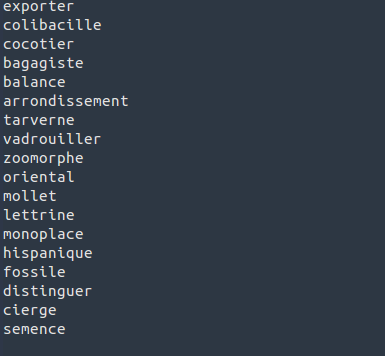 exporter
colibacille
cocotier
bagagiste
balance
arrondissement
tarverne
vadrouiller
zoomorphe
oriental
mollet
lettrine
monoplace
hispanique
fossile
distinguer
cierge
semence